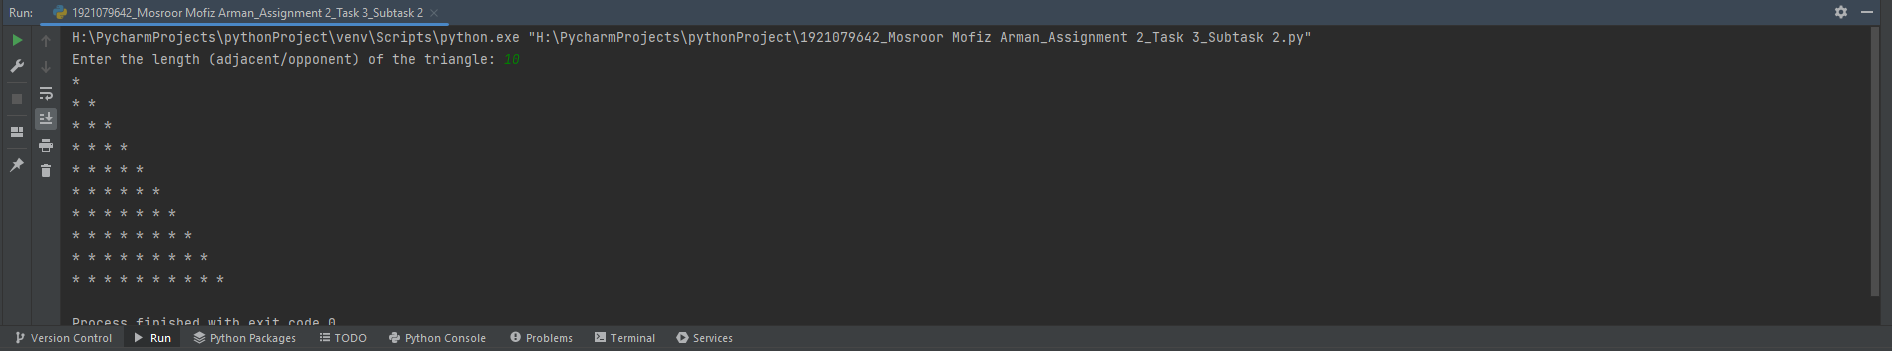 Run: 1921079642_Mosroor Mofiz Arman_Assignment 2_Task 3_Subtask 2
H:\PycharmProjects\pythonProject\venv\Scripts\python.exe "H:\PycharmProjects\pythonProject\1921079642_Mosroor Mofiz Arman_Assignment 2_Task 3_Subtask 2.py"
Enter the length (adjacent/opponent) of the triangle: 10
*
* *
* * *
* * * *
* * * * *
* * * * * *
* * * * * * *
* * * * * * * *
* * * * * * * * *
* * * * * * * * * *
Process finished with exit code 0
Version Control Run Python Packages TODO Python Console Problems Terminal Services